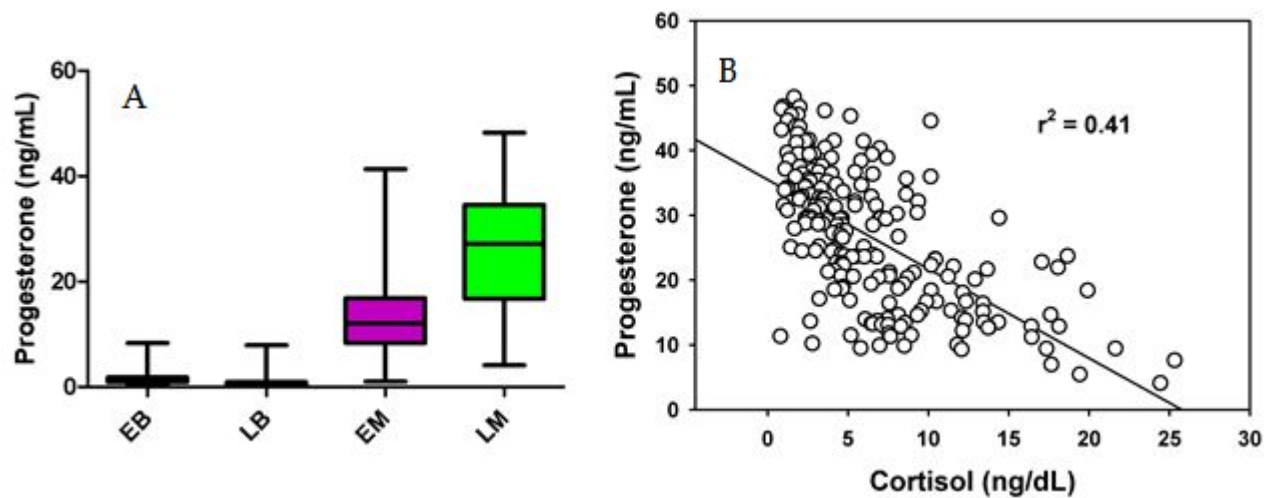 A
Progesterone (ng/mL)
60
40
20
0
EB
LB
EM
LM
B
Progesterone (ng/mL)
60
50
40
30
20
10
0
r² = 0.41
0 5 10 15 20 25 30
Cortisol (ng/dL)